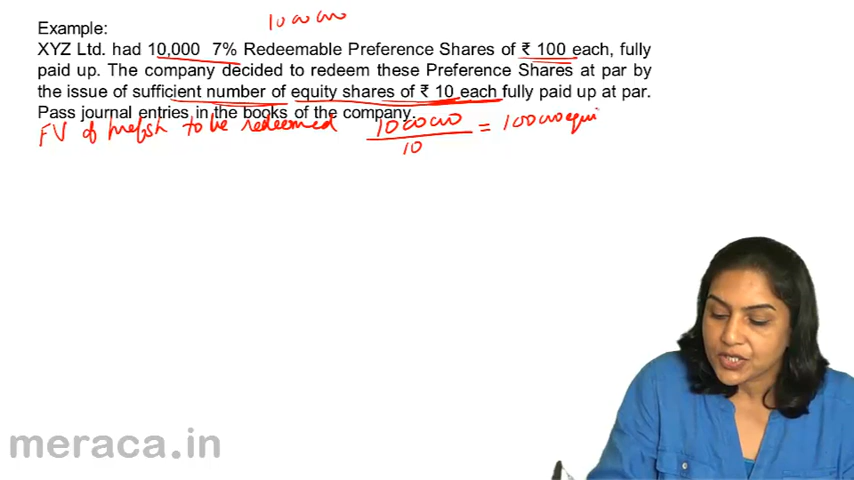 1000000
Example:
XYZ Ltd. had 10,000 7% Redeemable Preference Shares of ₹ 100 each, fully
paid up. The company decided to redeem these Preference Shares at par by
the issue of sufficient number of equity shares of ₹ 10 each fully paid up at par.
Pass journal entries in the books of the company.
FV of prefsh to be redeemed 1000000 = 100000 equi
10
meraca.in